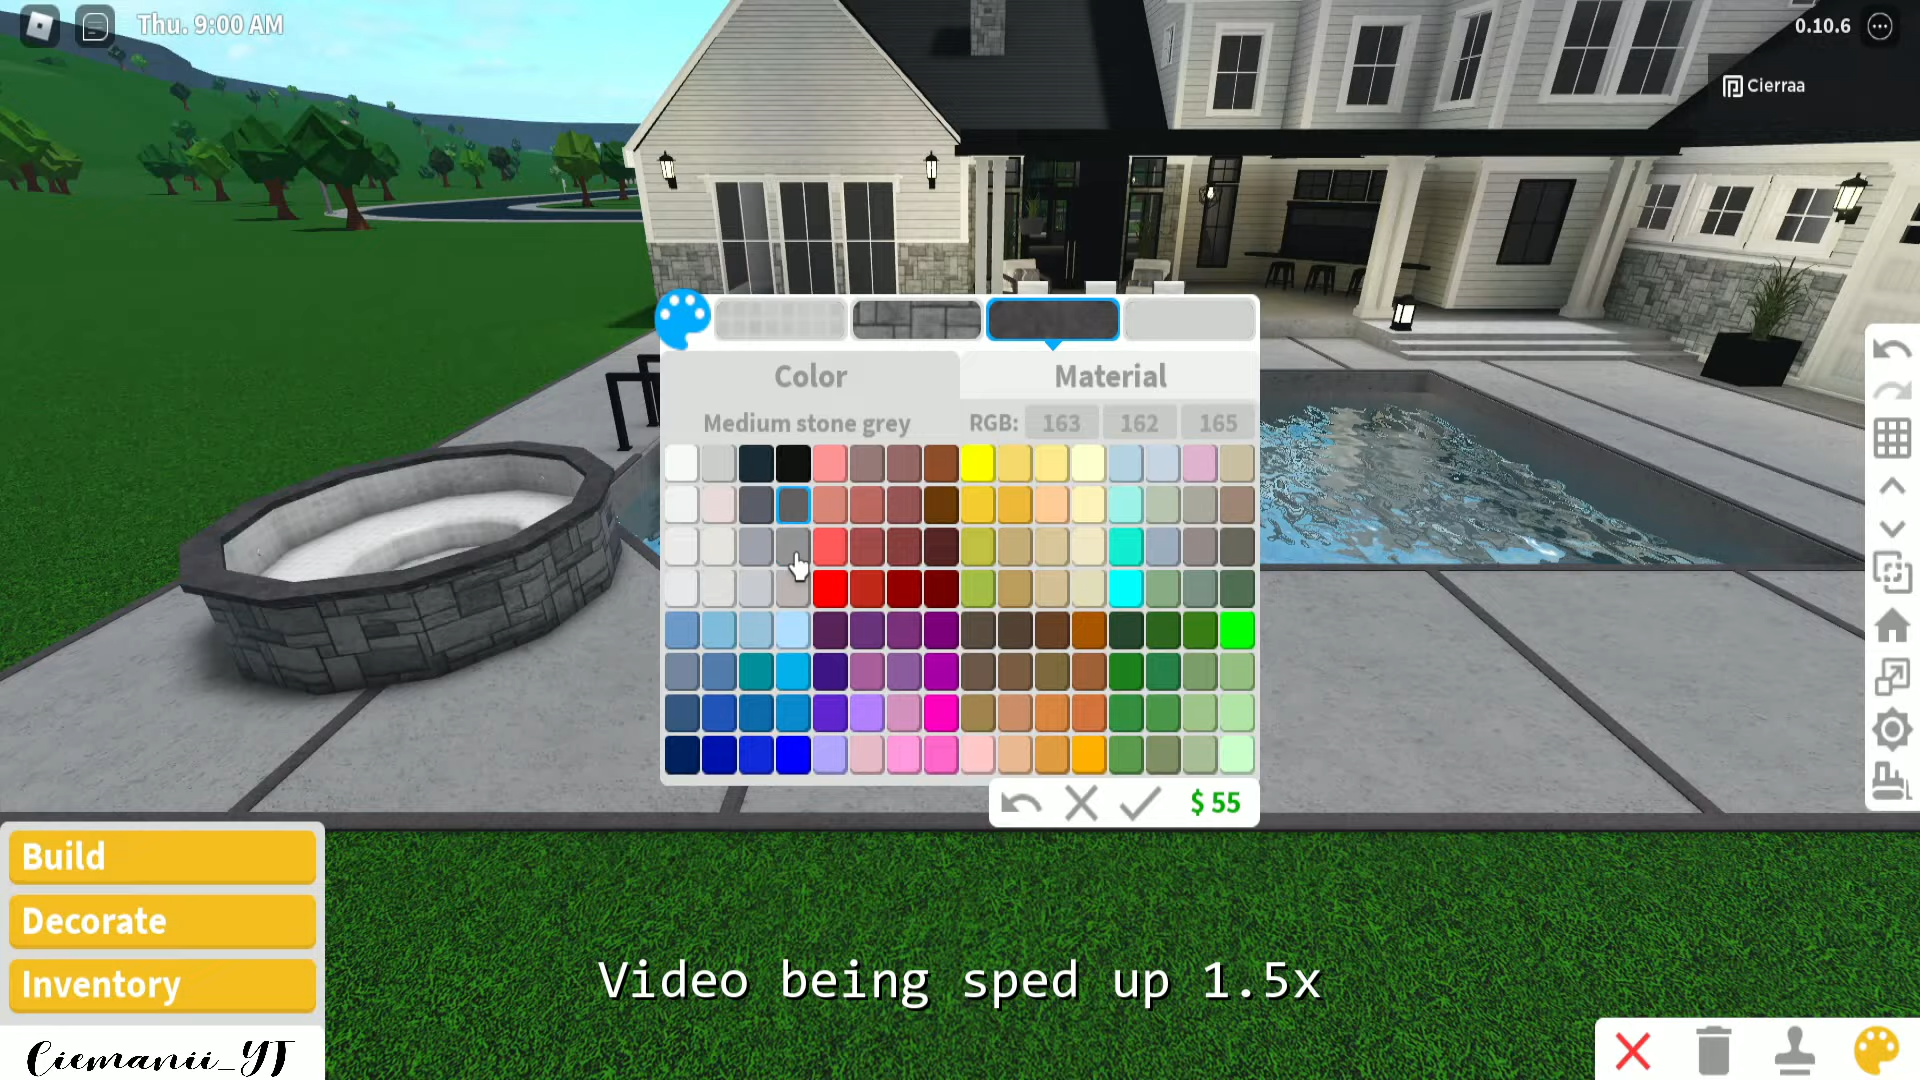 Thu. 9:00 AM
0.10.6
Cierraa
Color
Material
Medium stone grey
RGB: 163 162 165
$ 55
Build
Decorate
Inventory
Video being sped up 1.5x
Ciemanii_YT